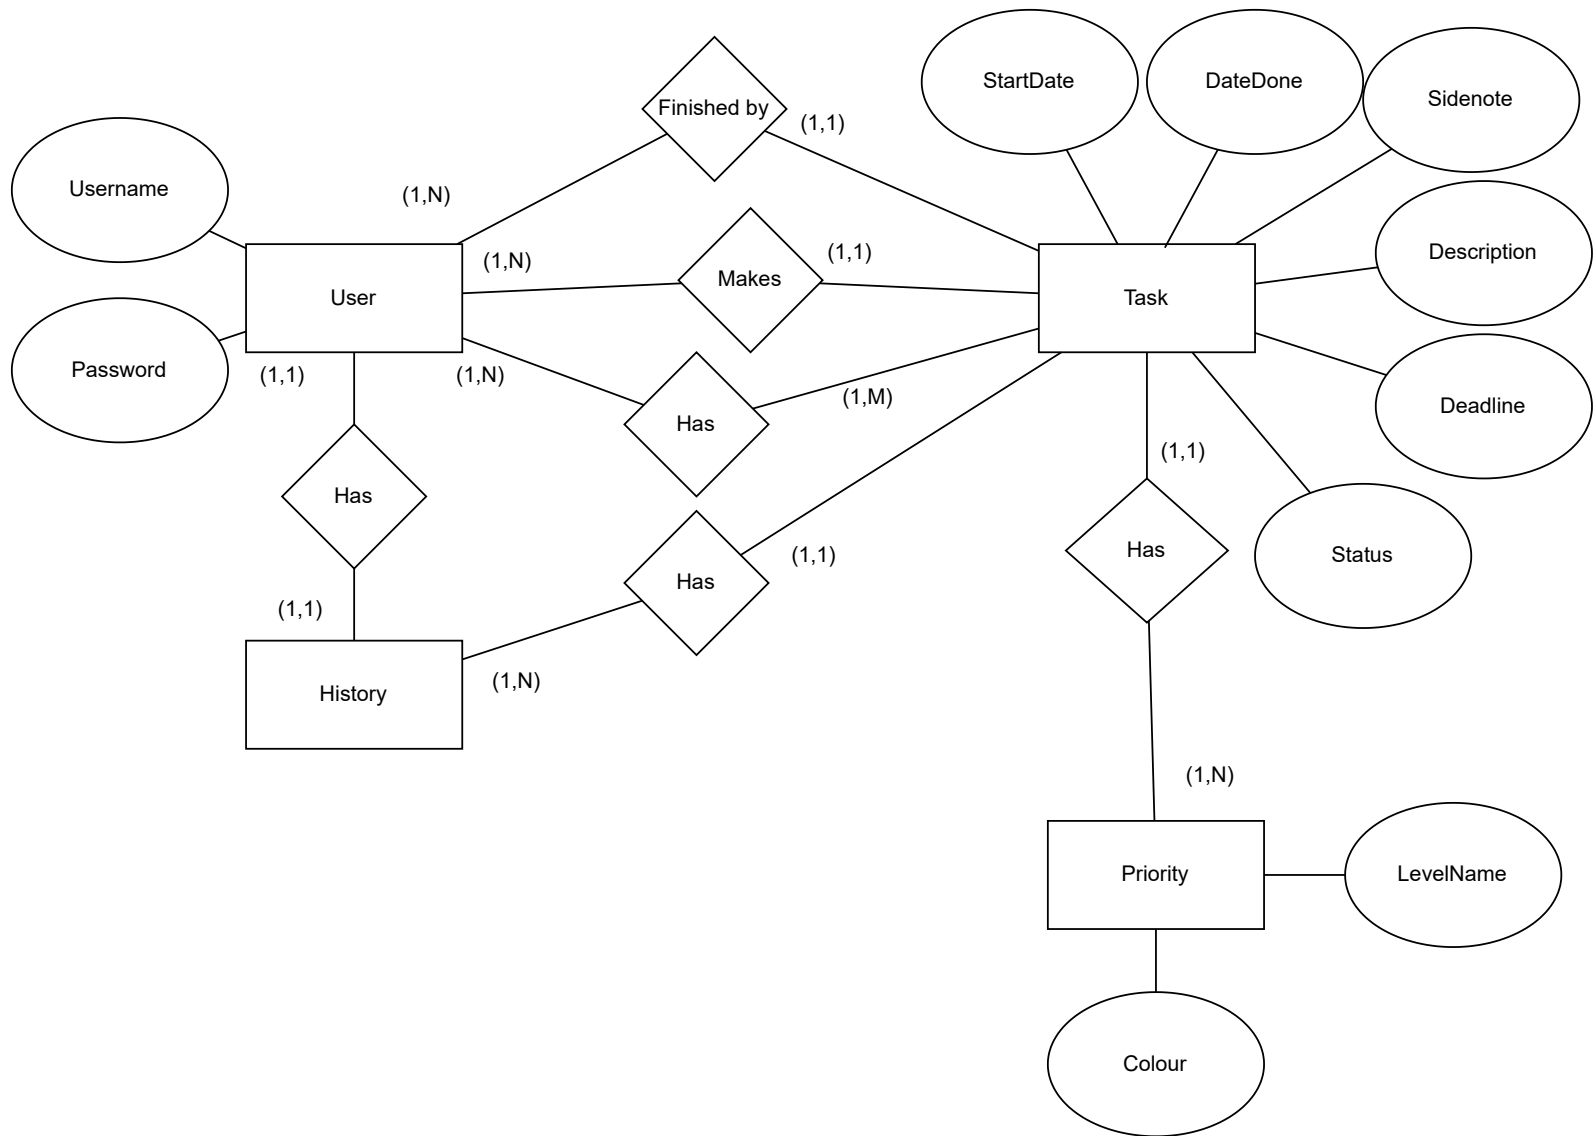 StartDate
DateDone
Sidenote
Finished by
(1,1)
Username
(1,N)
(1,N)
Makes
(1,1)
Description
User
Task
Password
(1,1)
(1,N)
Has
(1,M)
Deadline
(1,1)
Has
Has
(1,1)
Has
Status
(1,1)
History
(1,N)
(1,N)
Priority
LevelName
Colour